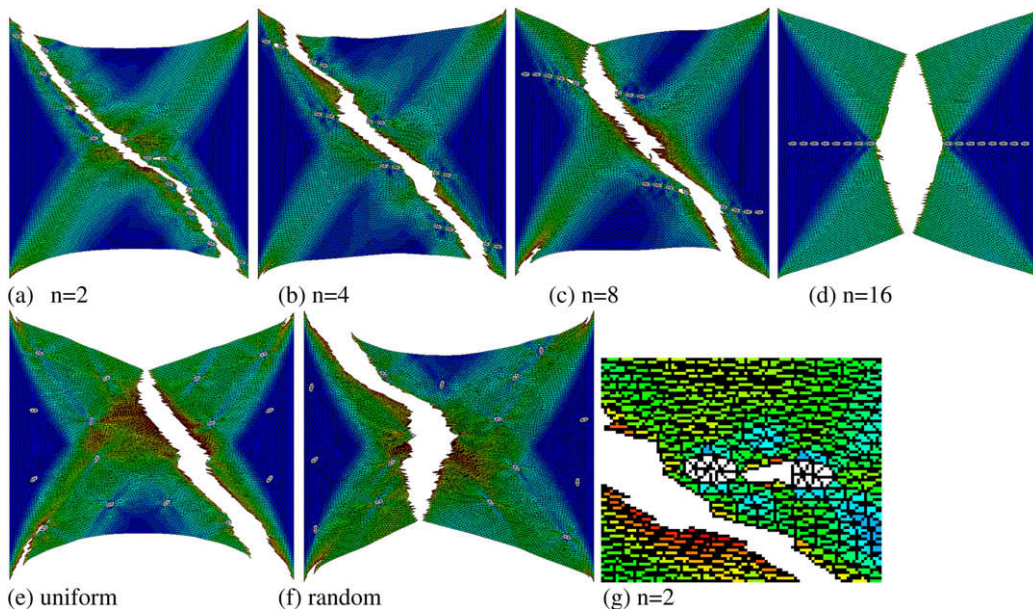 (a) n=2
(b) n=4
(c) n=8
(d) n=16
(e) uniform
(f) random
(g) n=2